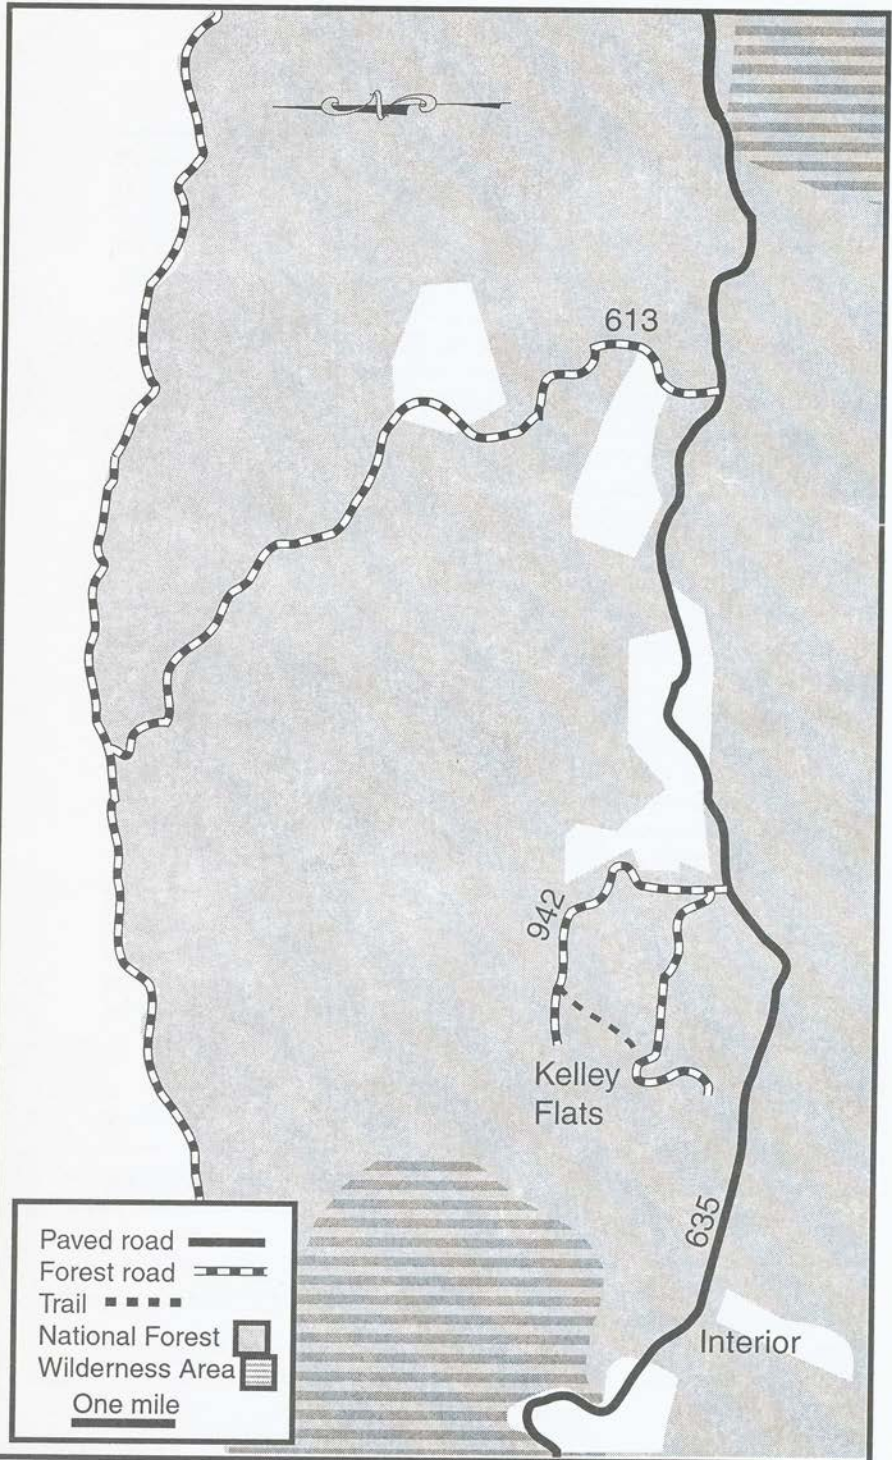 N
613
942
Kelley
Flats
635
Interior
Paved road
Forest road
Trail
National Forest
Wilderness Area
One mile